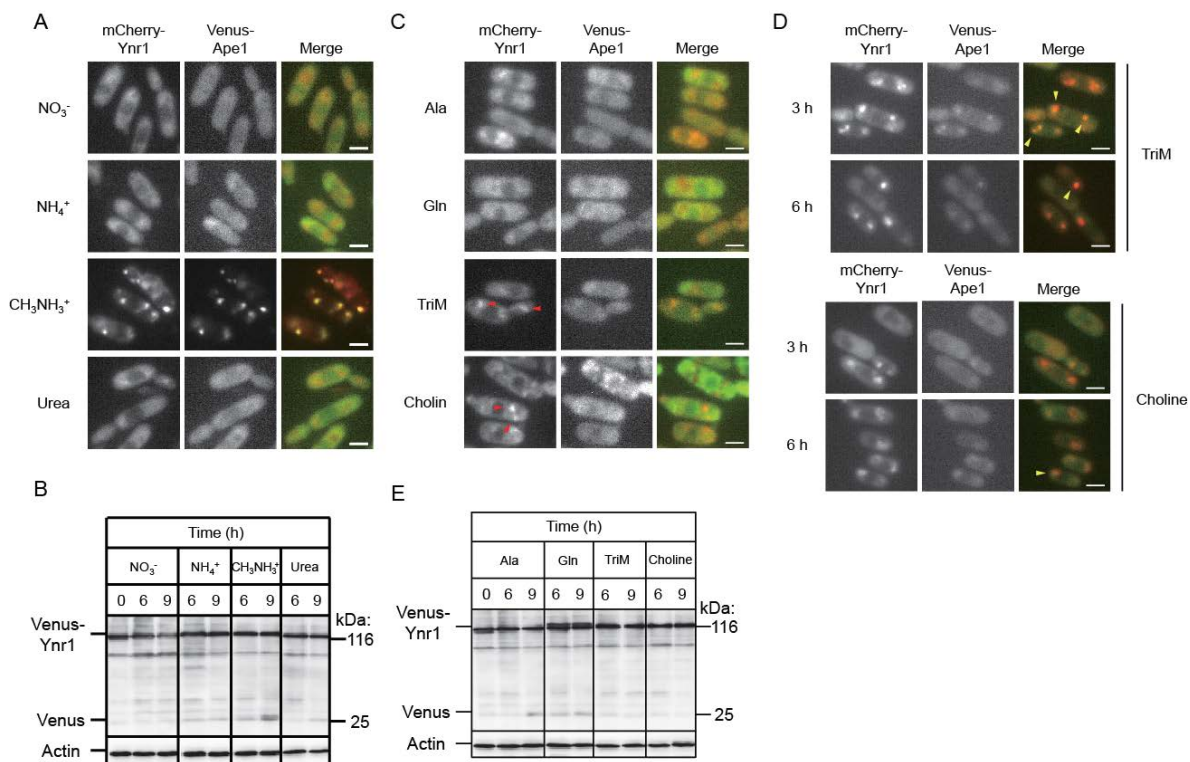 A
mCherry-
Ynr1
Venus-
Ape1
Merge
NO₃⁻
NH₄⁺
CH₃NH₃⁺
Urea
B
Time (h)
NO₃⁻
NH₄⁺
CH₃NH₃⁺
Urea
0 6 9 6 9 6 9 6 9
kDa:
Venus-
Ynr1
116
Venus
25
Actin
C
mCherry-
Ynr1
Venus-
Ape1
Merge
Ala
Gln
TriM
Cholin
E
Time (h)
Ala
Gln
TriM
Choline
0 6 9 6 9 6 9 6 9
kDa:
Venus-
Ynr1
116
Venus
25
Actin
D
mCherry-
Ynr1
Venus-
Ape1
Merge
3 h
6 h
TriM
mCherry-
Ynr1
Venus-
Ape1
Merge
3 h
6 h
Choline